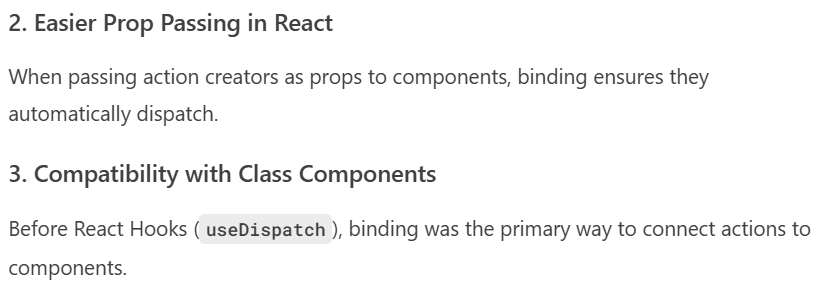 2. Easier Prop Passing in React
When passing action creators as props to components, binding ensures they
automatically dispatch.
3. Compatibility with Class Components
Before React Hooks (useDispatch), binding was the primary way to connect actions to
components.